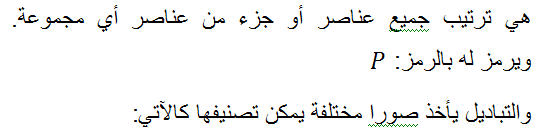 هي ترتيب جميع عناصر أو جزء من عناصر أي مجموعة.
ويرمز له بالرمز: P
والتباديل يأخذ صورا مختلفة يمكن تصنيفها كالآتي: